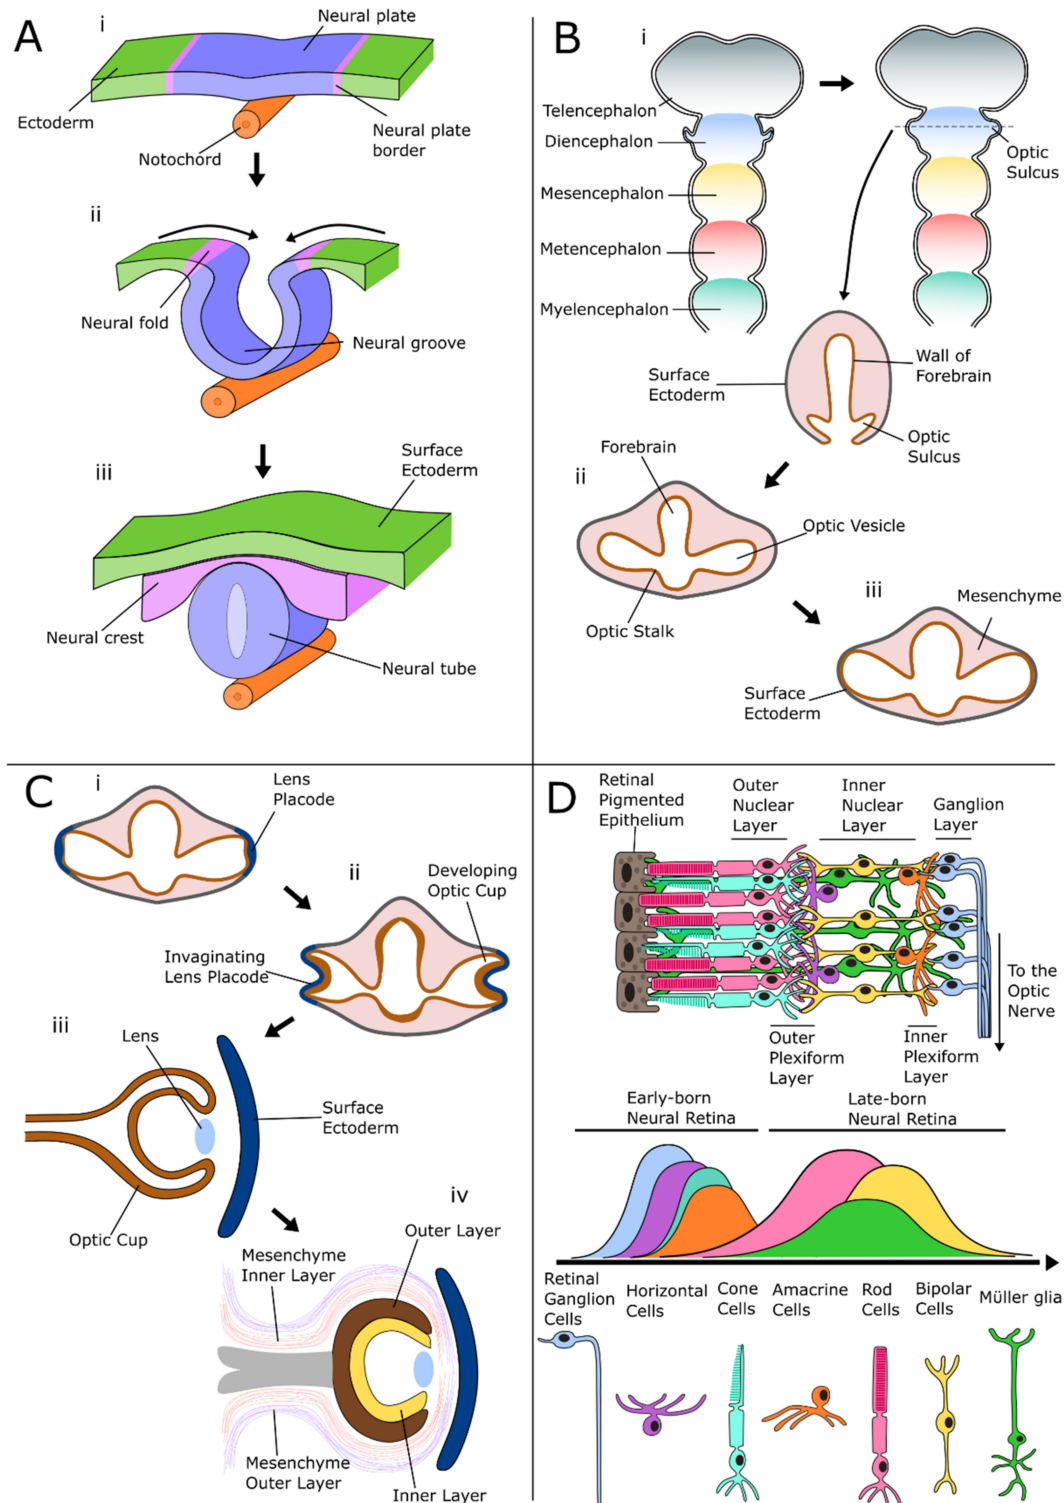 A
i
Neural plate
Ectoderm
Notochord
Neural plate
border
ii
Neural fold
Neural groove
iii
Surface
Ectoderm
Neural crest
Neural tube
B
i
Telencephalon
Diencephalon
Mesencephalon
Metencephalon
Myelencephalon
Optic
Sulcus
Surface
Ectoderm
Wall of
Forebrain
Optic
Sulcus
ii
Forebrain
Optic Vesicle
Optic Stalk
iii
Mesenchyme
Surface
Ectoderm
C
i
Lens
Placode
ii
Developing
Optic Cup
Invaginating
Lens Placode
iii
Lens
Surface
Ectoderm
Optic Cup
iv
Outer Layer
Mesenchyme
Inner Layer
Mesenchyme
Outer Layer
Inner Layer
D
Retinal
Pigmented
Epithelium
Outer
Nuclear
Layer
Inner
Nuclear
Layer
Ganglion
Layer
To the
Optic
Nerve
Outer
Plexiform
Layer
Inner
Plexiform
Layer
Early-born
Neural Retina
Late-born
Neural Retina
Retinal
Ganglion
Cells
Horizontal
Cells
Cone
Cells
Amacrine
Cells
Rod
Cells
Bipolar
Cells
Müller glia